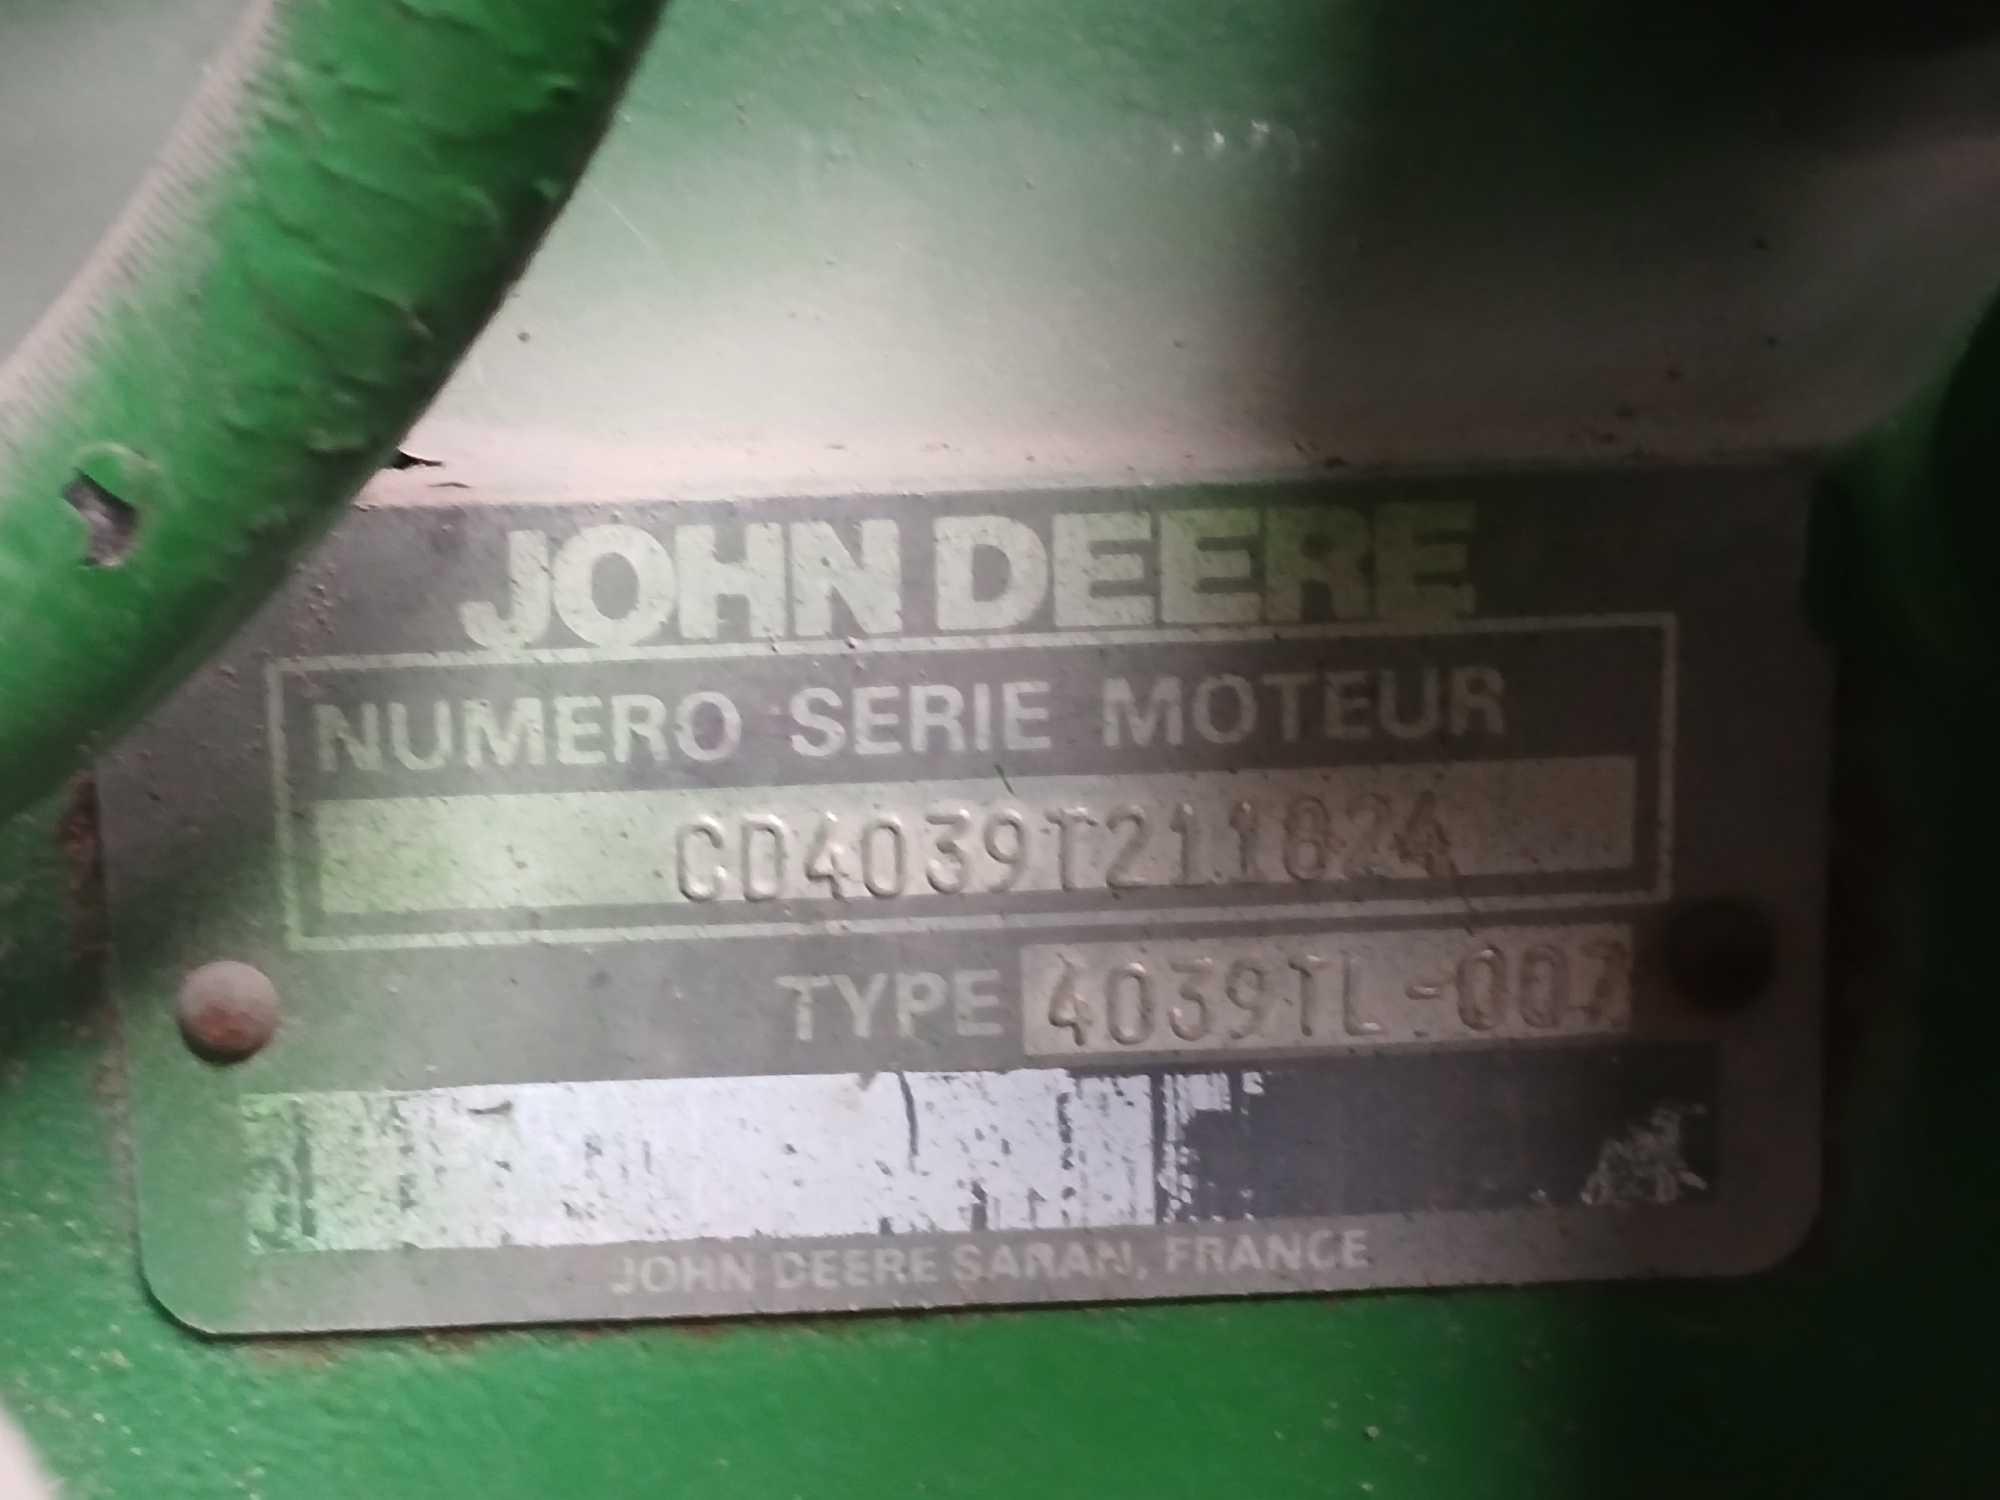 JOHN DEERE
NUMERO SERIE MOTEUR
CD4039T211824
TYPE 4039TL-007
JOHN DEERE SARAN, FRANCE